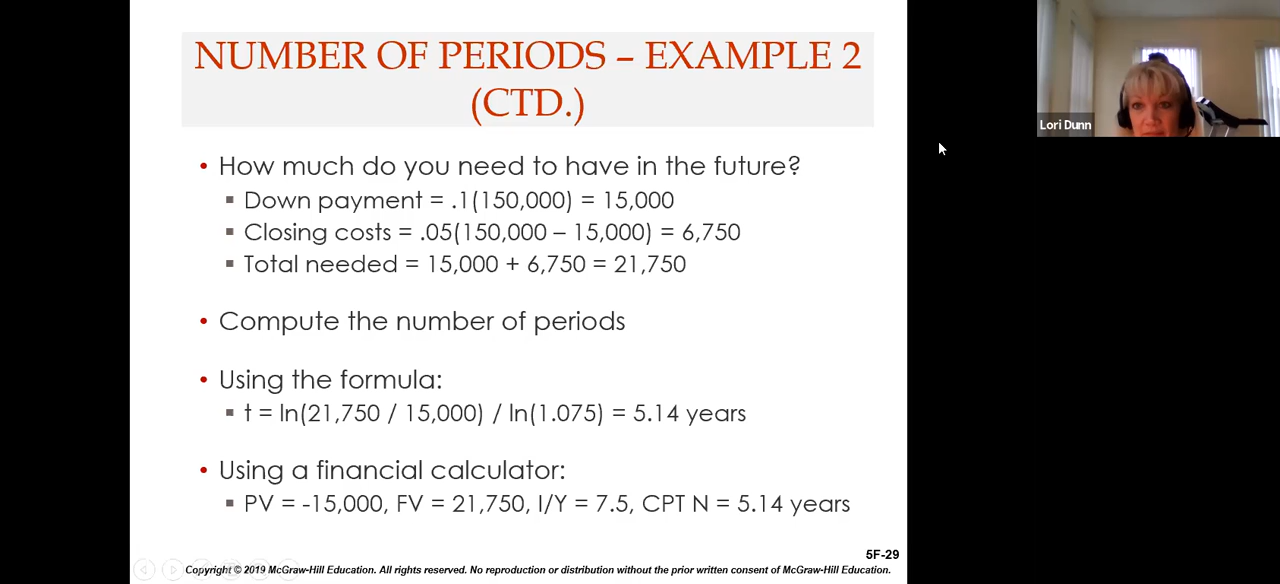 NUMBER OF PERIODS – EXAMPLE 2
(CTD.)
Lori Dunn
• How much do you need to have in the future?
▪ Down payment = .1(150,000) = 15,000
▪ Closing costs = .05(150,000 – 15,000) = 6,750
▪ Total needed = 15,000 + 6,750 = 21,750
• Compute the number of periods
• Using the formula:
▪ t = ln(21,750 / 15,000) / ln(1.075) = 5.14 years
• Using a financial calculator:
▪ PV = -15,000, FV = 21,750, I/Y = 7.5, CPT N = 5.14 years
5F-29
Copyright © 2019 McGraw-Hill Education. All rights reserved. No reproduction or distribution without the prior written consent of McGraw-Hill Education.